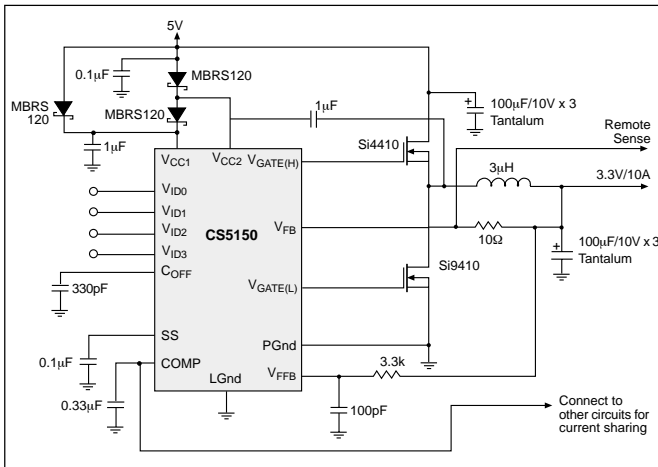 5V
0.1μF
MBRS120
MBRS
120
MBRS120
1μF
1μF
100μF/10V x 3
Tantalum
Si4410
Remote
Sense
3μH
3.3V/10A
VCC1
VCC2
VGATE(H)
VID0
VID1
VID2
VID3
CS5150
VFB
10Ω
100μF/10V x 3
Tantalum
COFF
330pF
Si9410
VGATE(L)
SS
0.1μF
PGnd
COMP
3.3k
VFFB
LGnd
0.33μF
100pF
Connect to
other circuits for
current sharing